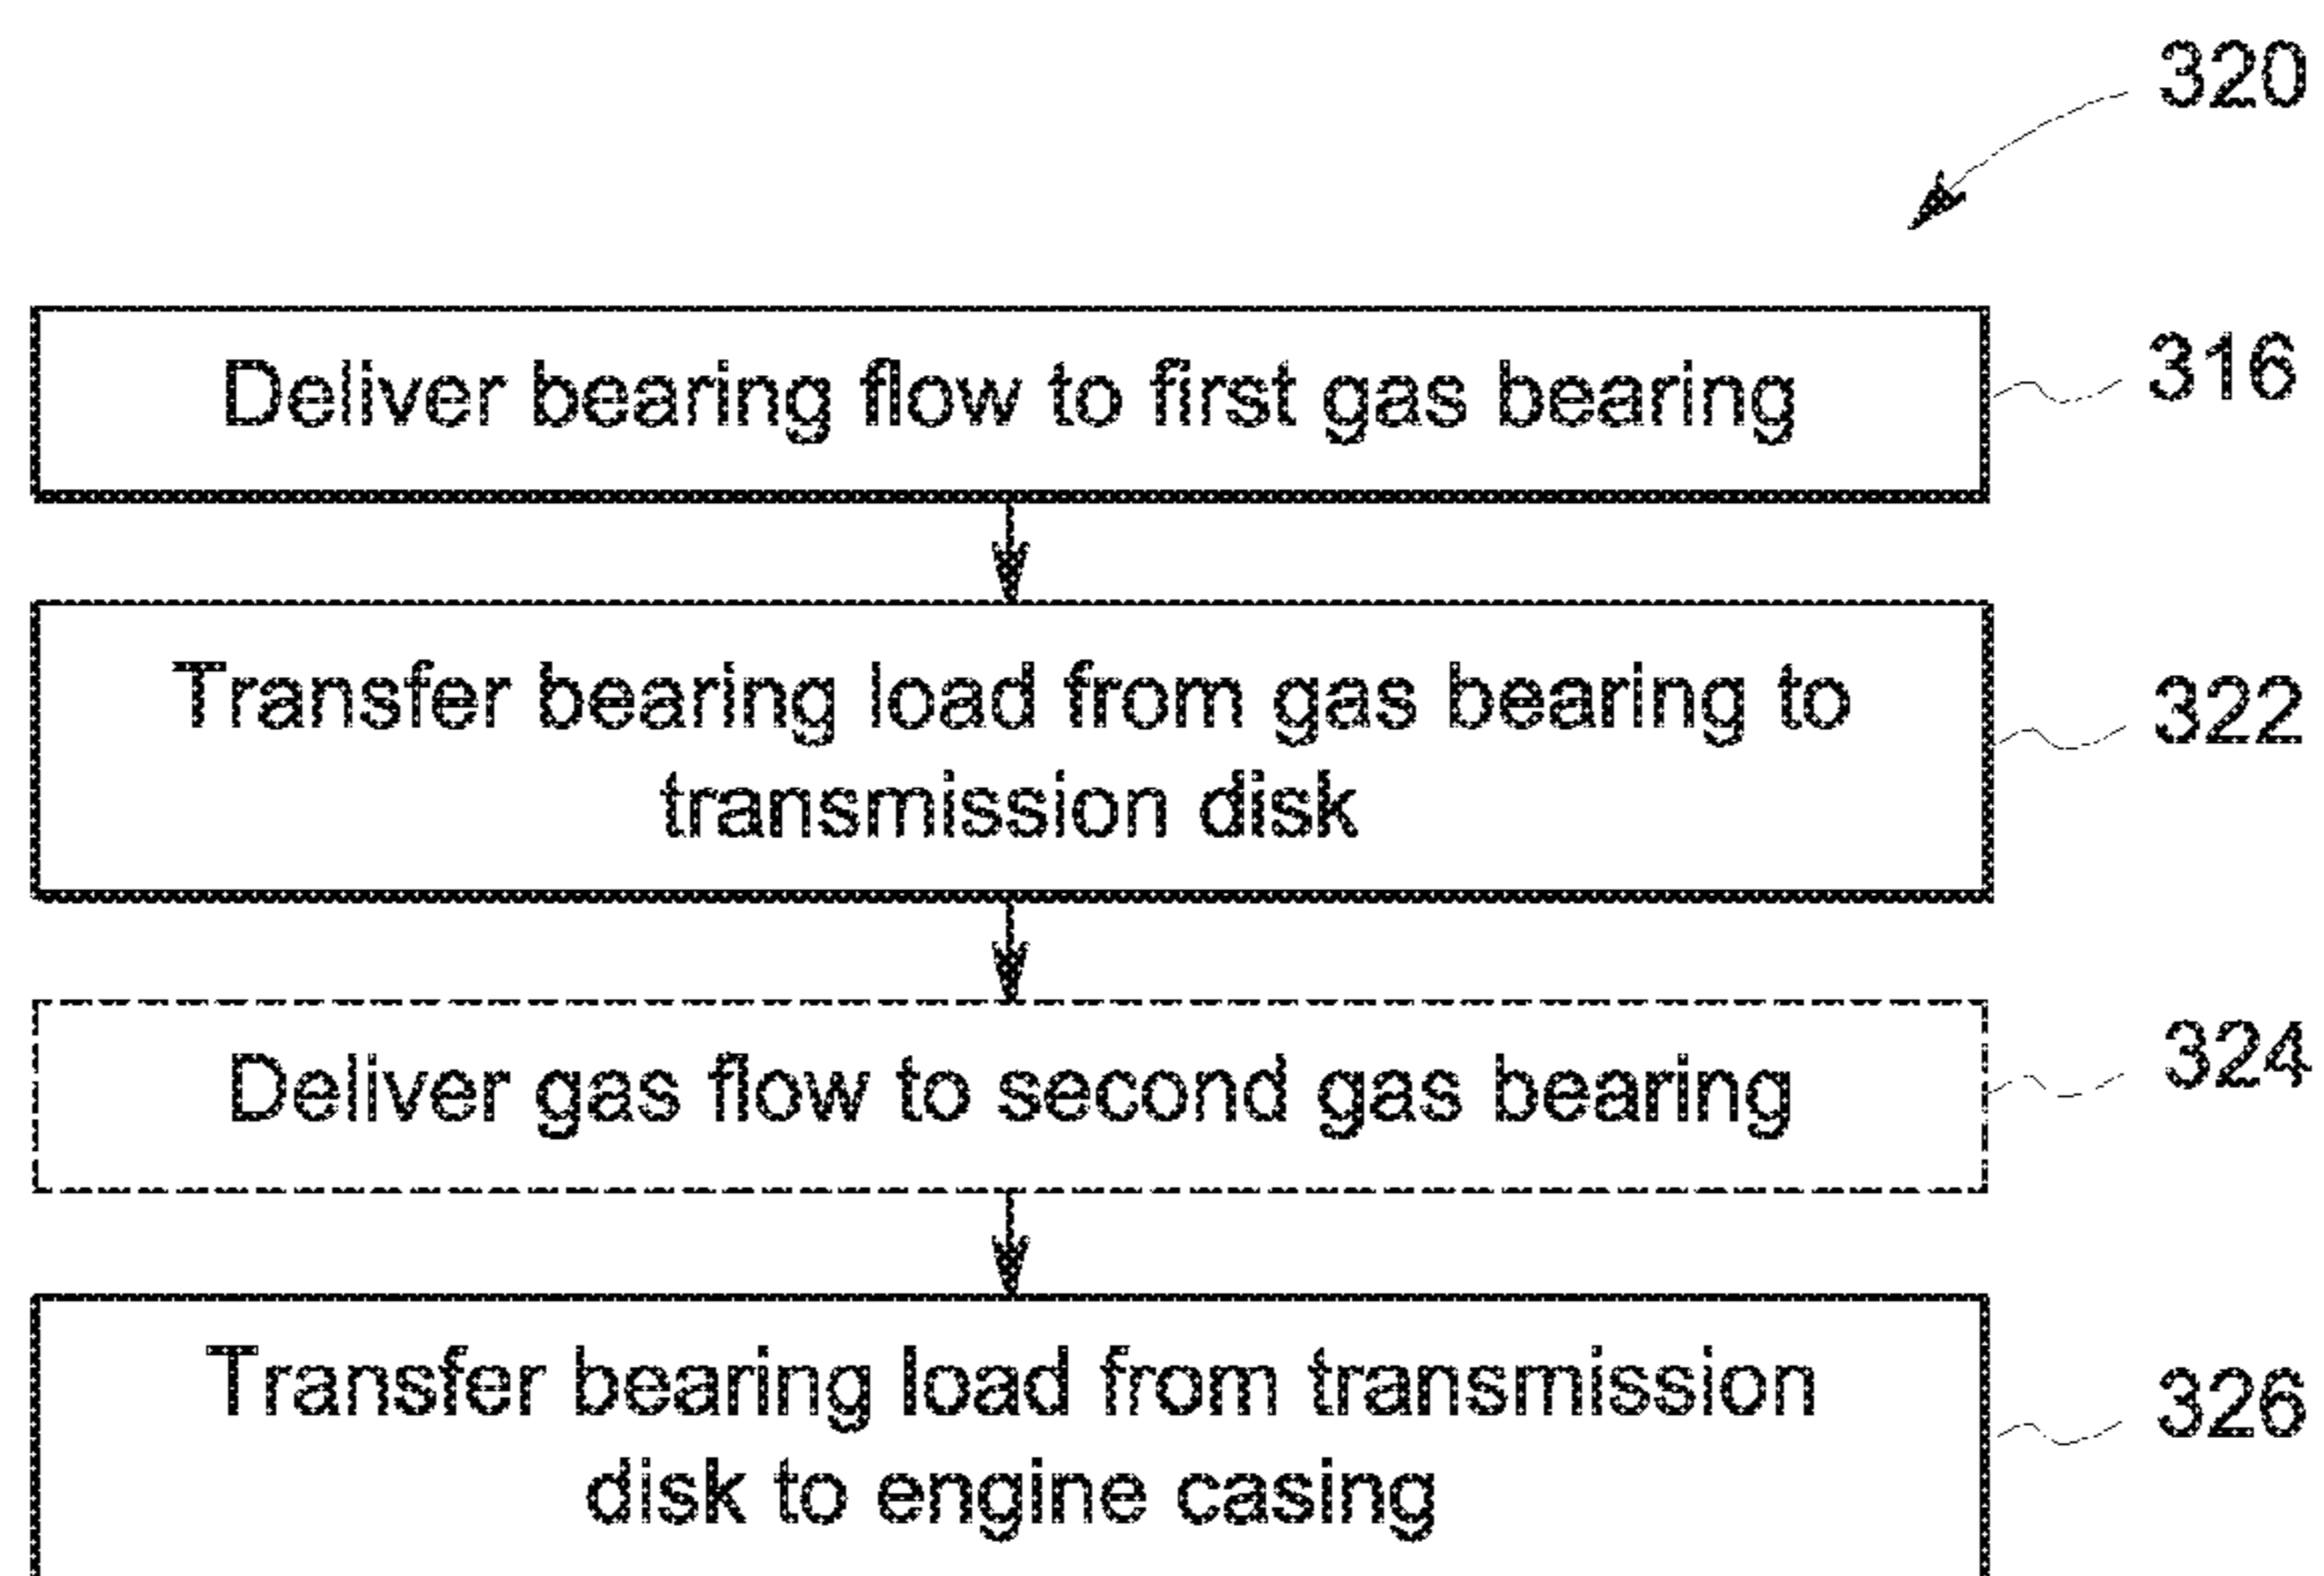 320
Deliver bearing flow to first gas bearing
316
Transfer bearing load from gas bearing to
transmission disk
322
Deliver gas flow to second gas bearing
324
Transfer bearing load from transmission
disk to engine casing
326